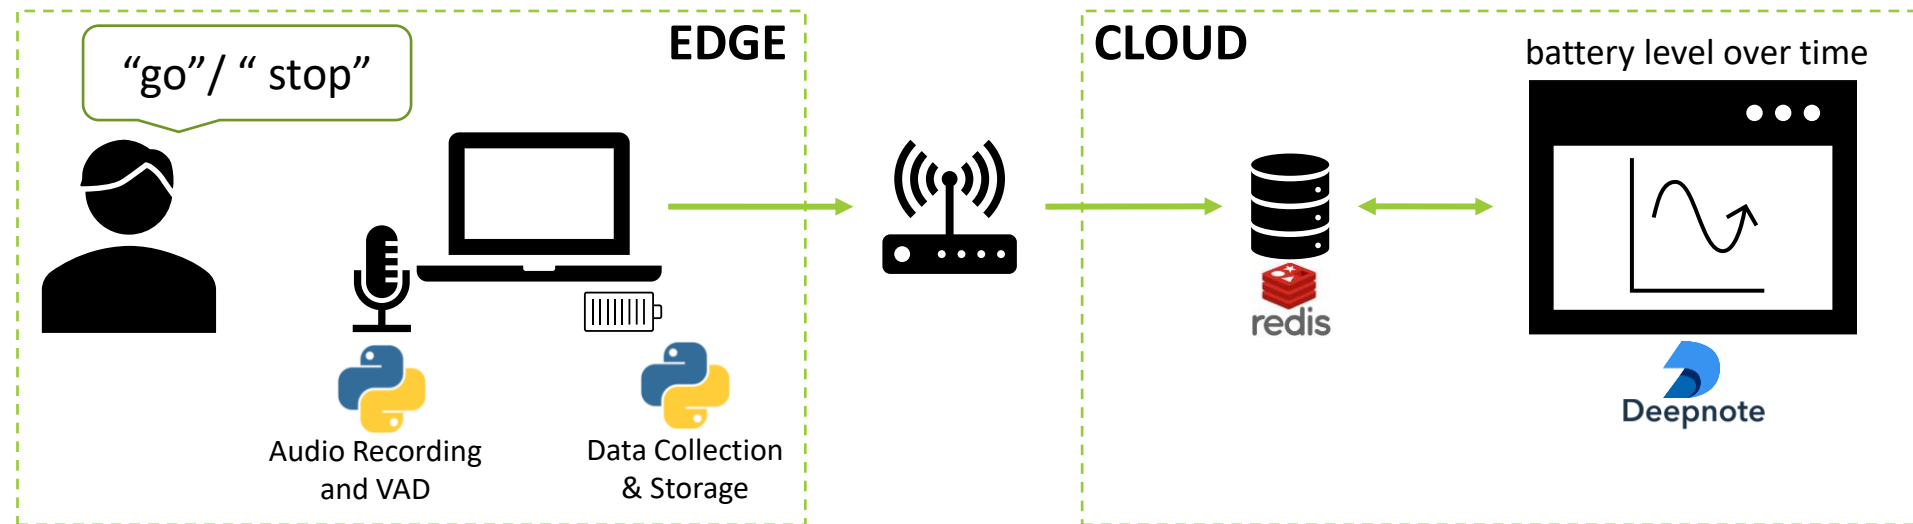 “go”/ “ stop”
EDGE
Audio Recording
and VAD
Data Collection
& Storage
CLOUD
redis
battery level over time
Deepnote